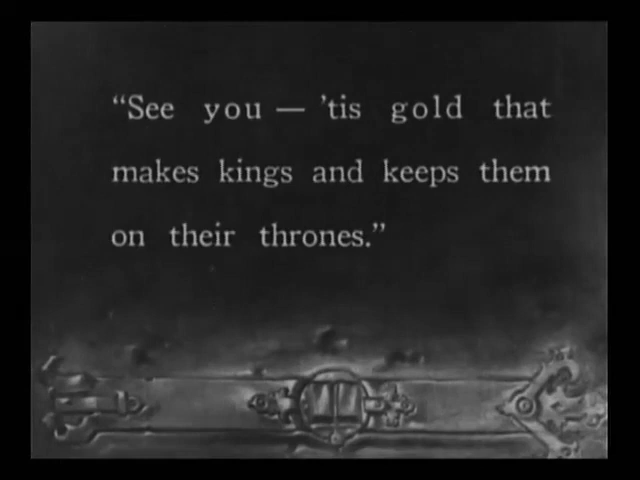 “See you — ’tis gold that
makes kings and keeps them
on their thrones.”